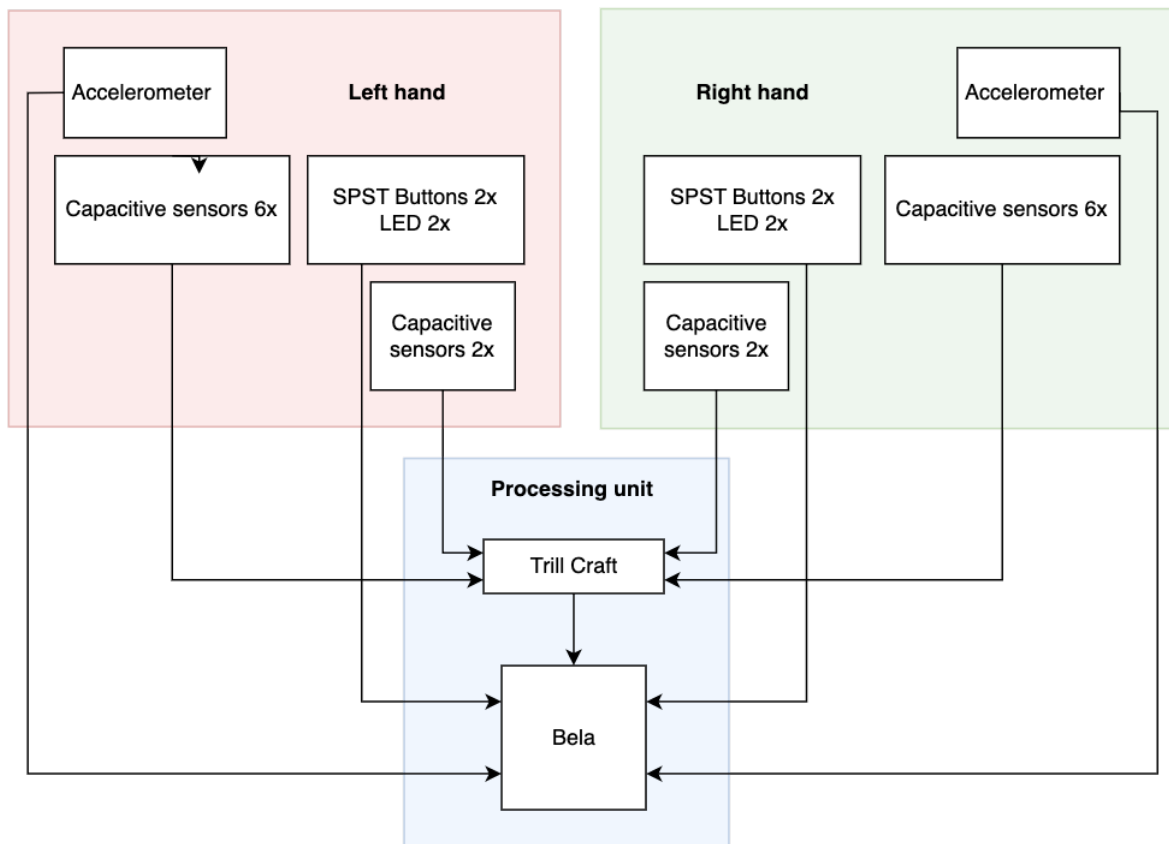 Accelerometer
Left hand
Capacitive sensors 6x
SPST Buttons 2x
LED 2x
Capacitive
sensors 2x
Right hand
Accelerometer
SPST Buttons 2x
LED 2x
Capacitive sensors 6x
Capacitive
sensors 2x
Processing unit
Trill Craft
Bela